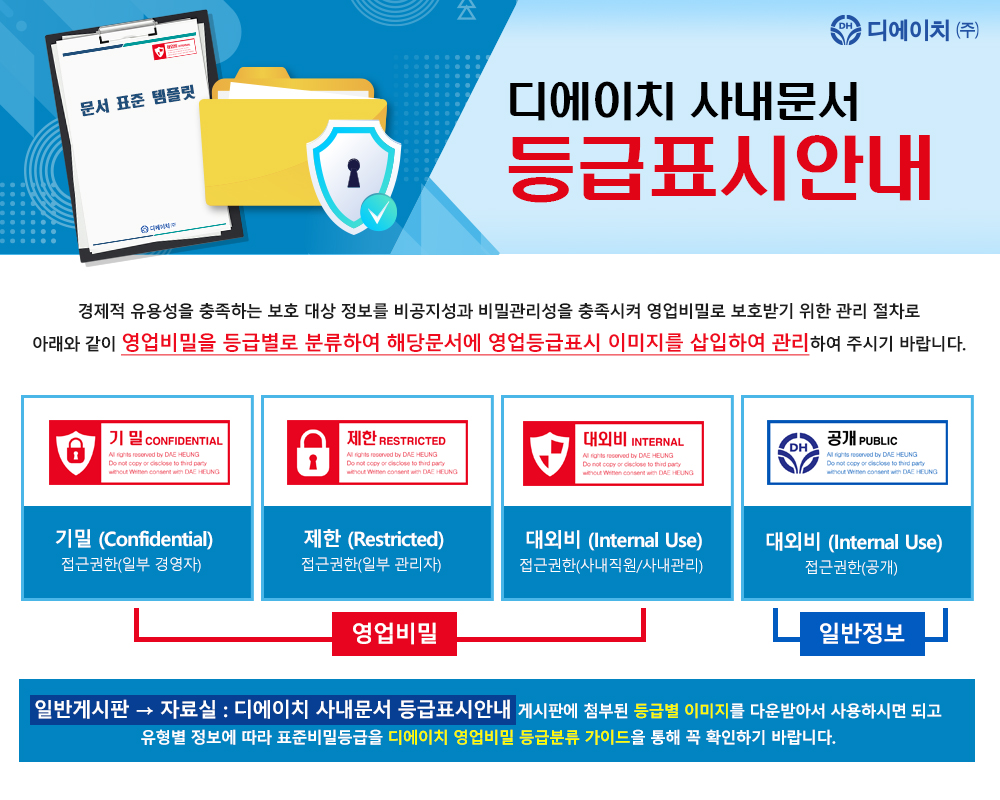 디에이치 (주)
DH
문서 표준 템플릿
디에이치 (주)
디에이치 사내문서
등급표시안내
경제적 유용성을 충족하는 보호 대상 정보를 비공지성과 비밀관리성을 충족시켜 영업비밀로 보호받기 위한 관리 절차로
아래와 같이 영업비밀을 등급별로 분류하여 해당문서에 영업등급표시 이미지를 삽입하여 관리하여 주시기 바랍니다.
기 밀 CONFIDENTIAL
All rights reserved by DAE HEUNG.
Do not copy or disclose to third party
without Written consent with DAE HEUNG.
제한 RESTRICTED
All rights reserved by DAE HEUNG.
Do not copy or disclose to third party
without Written consent with DAE HEUNG.
대외비 INTERNAL
All rights reserved by DAE HEUNG.
Do not copy or disclose to third party
without Written consent with DAE HEUNG.
DH
공개 PUBLIC
All rights reserved by DAE HEUNG.
Do not copy or disclose to third party
without Written consent with DAE HEUNG.
기밀 (Confidential)
접근권한(일부 경영자)
제한 (Restricted)
접근권한(일부 관리자)
대외비 (Internal Use)
접근권한(사내직원/사내관리)
대외비 (Internal Use)
접근권한(공개)
영업비밀
일반정보
일반게시판 → 자료실 : 디에이치 사내문서 등급표시안내 게시판에 첨부된 등급별 이미지를 다운받아서 사용하시면 되고
유형별 정보에 따라 표준비밀등급을 디에이치 영업비밀 등급분류 가이드을 통해 꼭 확인하기 바랍니다.